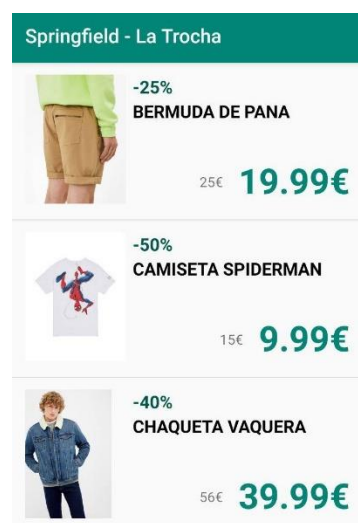 Springfield - La Trocha
-25%
BERMUDA DE PANA
25€ 19.99€
-50%
CAMISETA SPIDERMAN
15€ 9.99€
-40%
CHAQUETA VAQUERA
56€ 39.99€